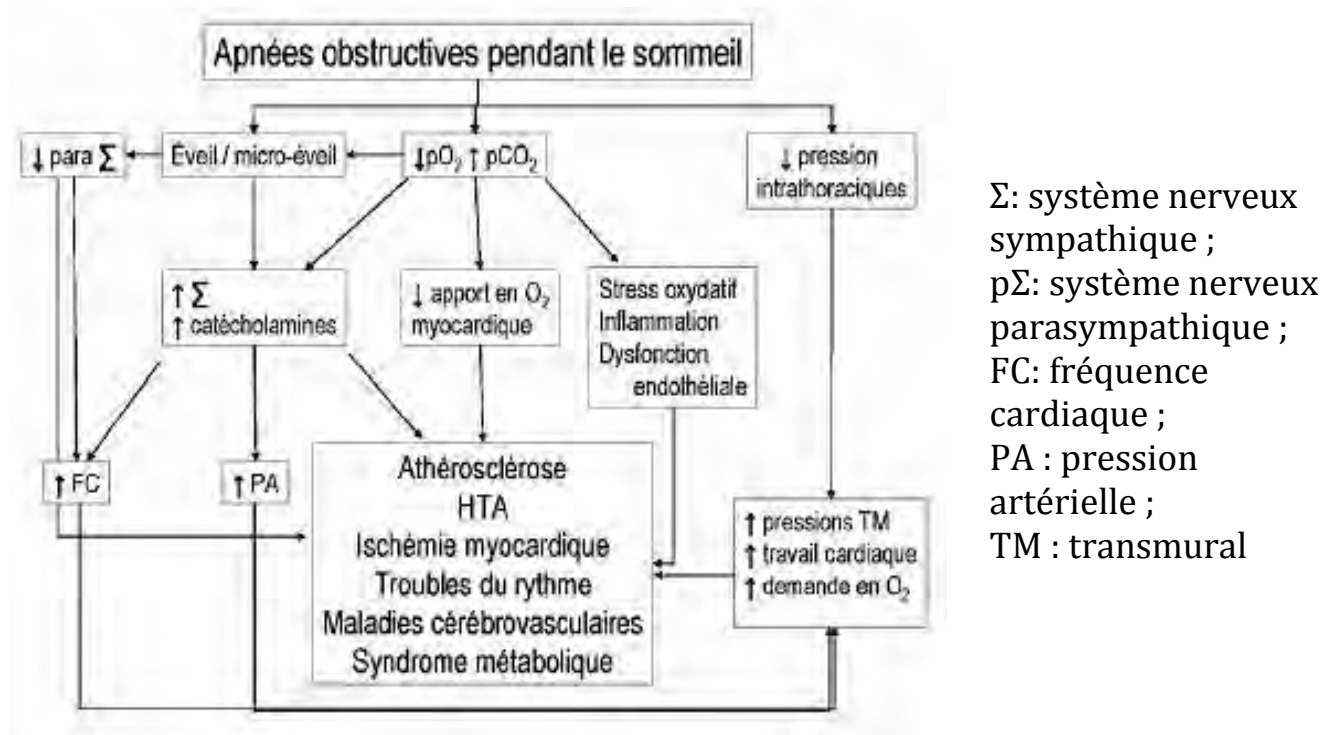 Apnées obstructives pendant le sommeil
↓ para Σ
Éveil / micro-éveil
↓pO₂ ↑ pCO₂
↓ pression
intrathoraciques
↑ Σ
↑ catécholamines
↓ apport en O₂
myocardique
Stress oxydatif
Inflammation
Dysfonction
endothéliale
↑ FC
↑ PA
Athérosclérose
HTA
Ischémie myocardique
Troubles du rythme
Maladies cérébrovasculaires
Syndrome métabolique
↑ pressions TM
↑ travail cardiaque
↑ demande en O₂
Σ: système nerveux
sympathique ;
pΣ: système nerveux
parasympathique ;
FC: fréquence
cardiaque ;
PA : pression
artérielle ;
TM : transmural